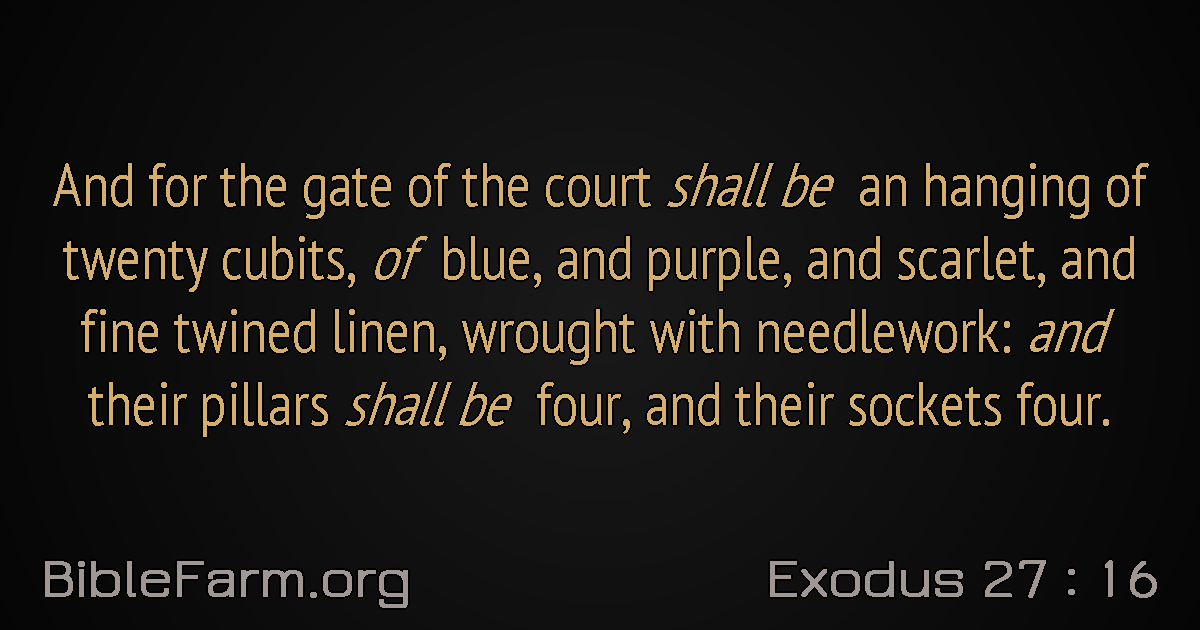 And for the gate of the court shall be an hanging of
twenty cubits, of blue, and purple, and scarlet, and
fine twined linen, wrought with needlework: and
their pillars shall be four, and their sockets four.
BibleFarm.org
Exodus 27 : 16